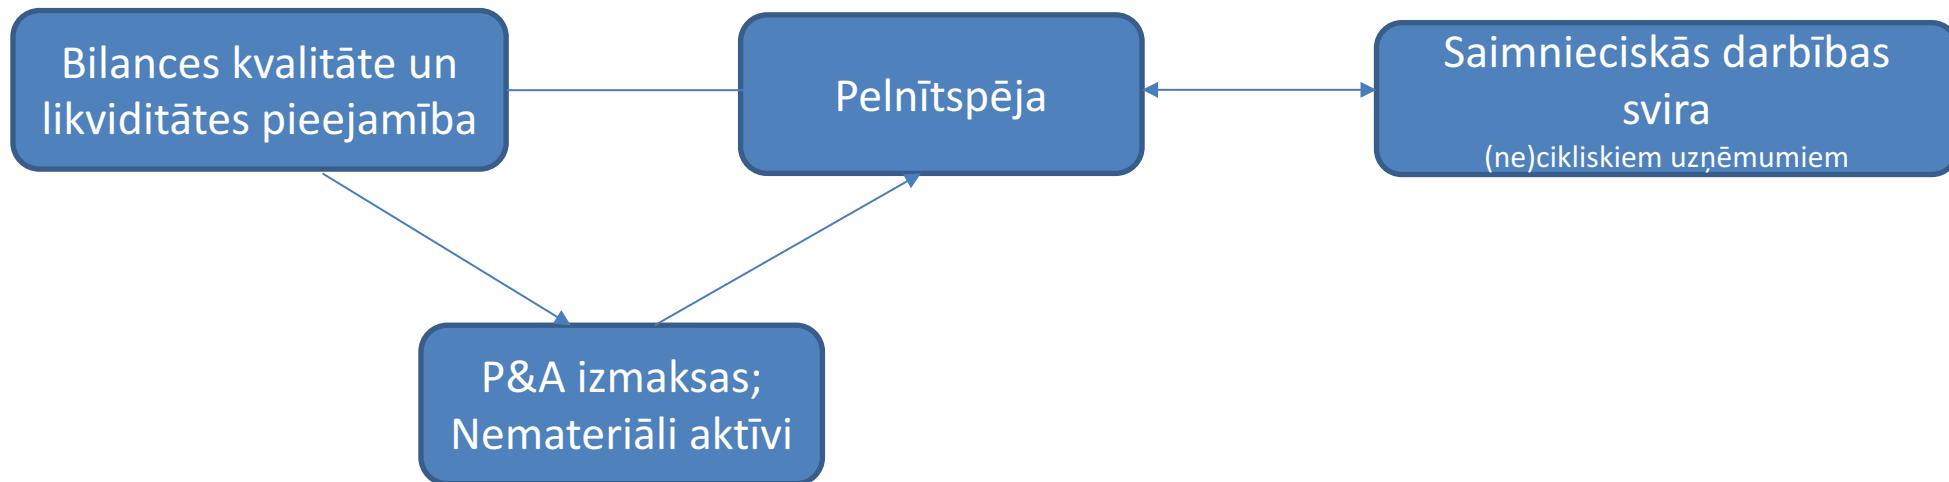 Bilances kvalitāte un
likviditātes pieejamība
Pelnītspēja
Saimnieciskās darbības
svira
(ne)cikliskiem uzņēmumiem
P&A izmaksas;
Nemateriāli aktīvi